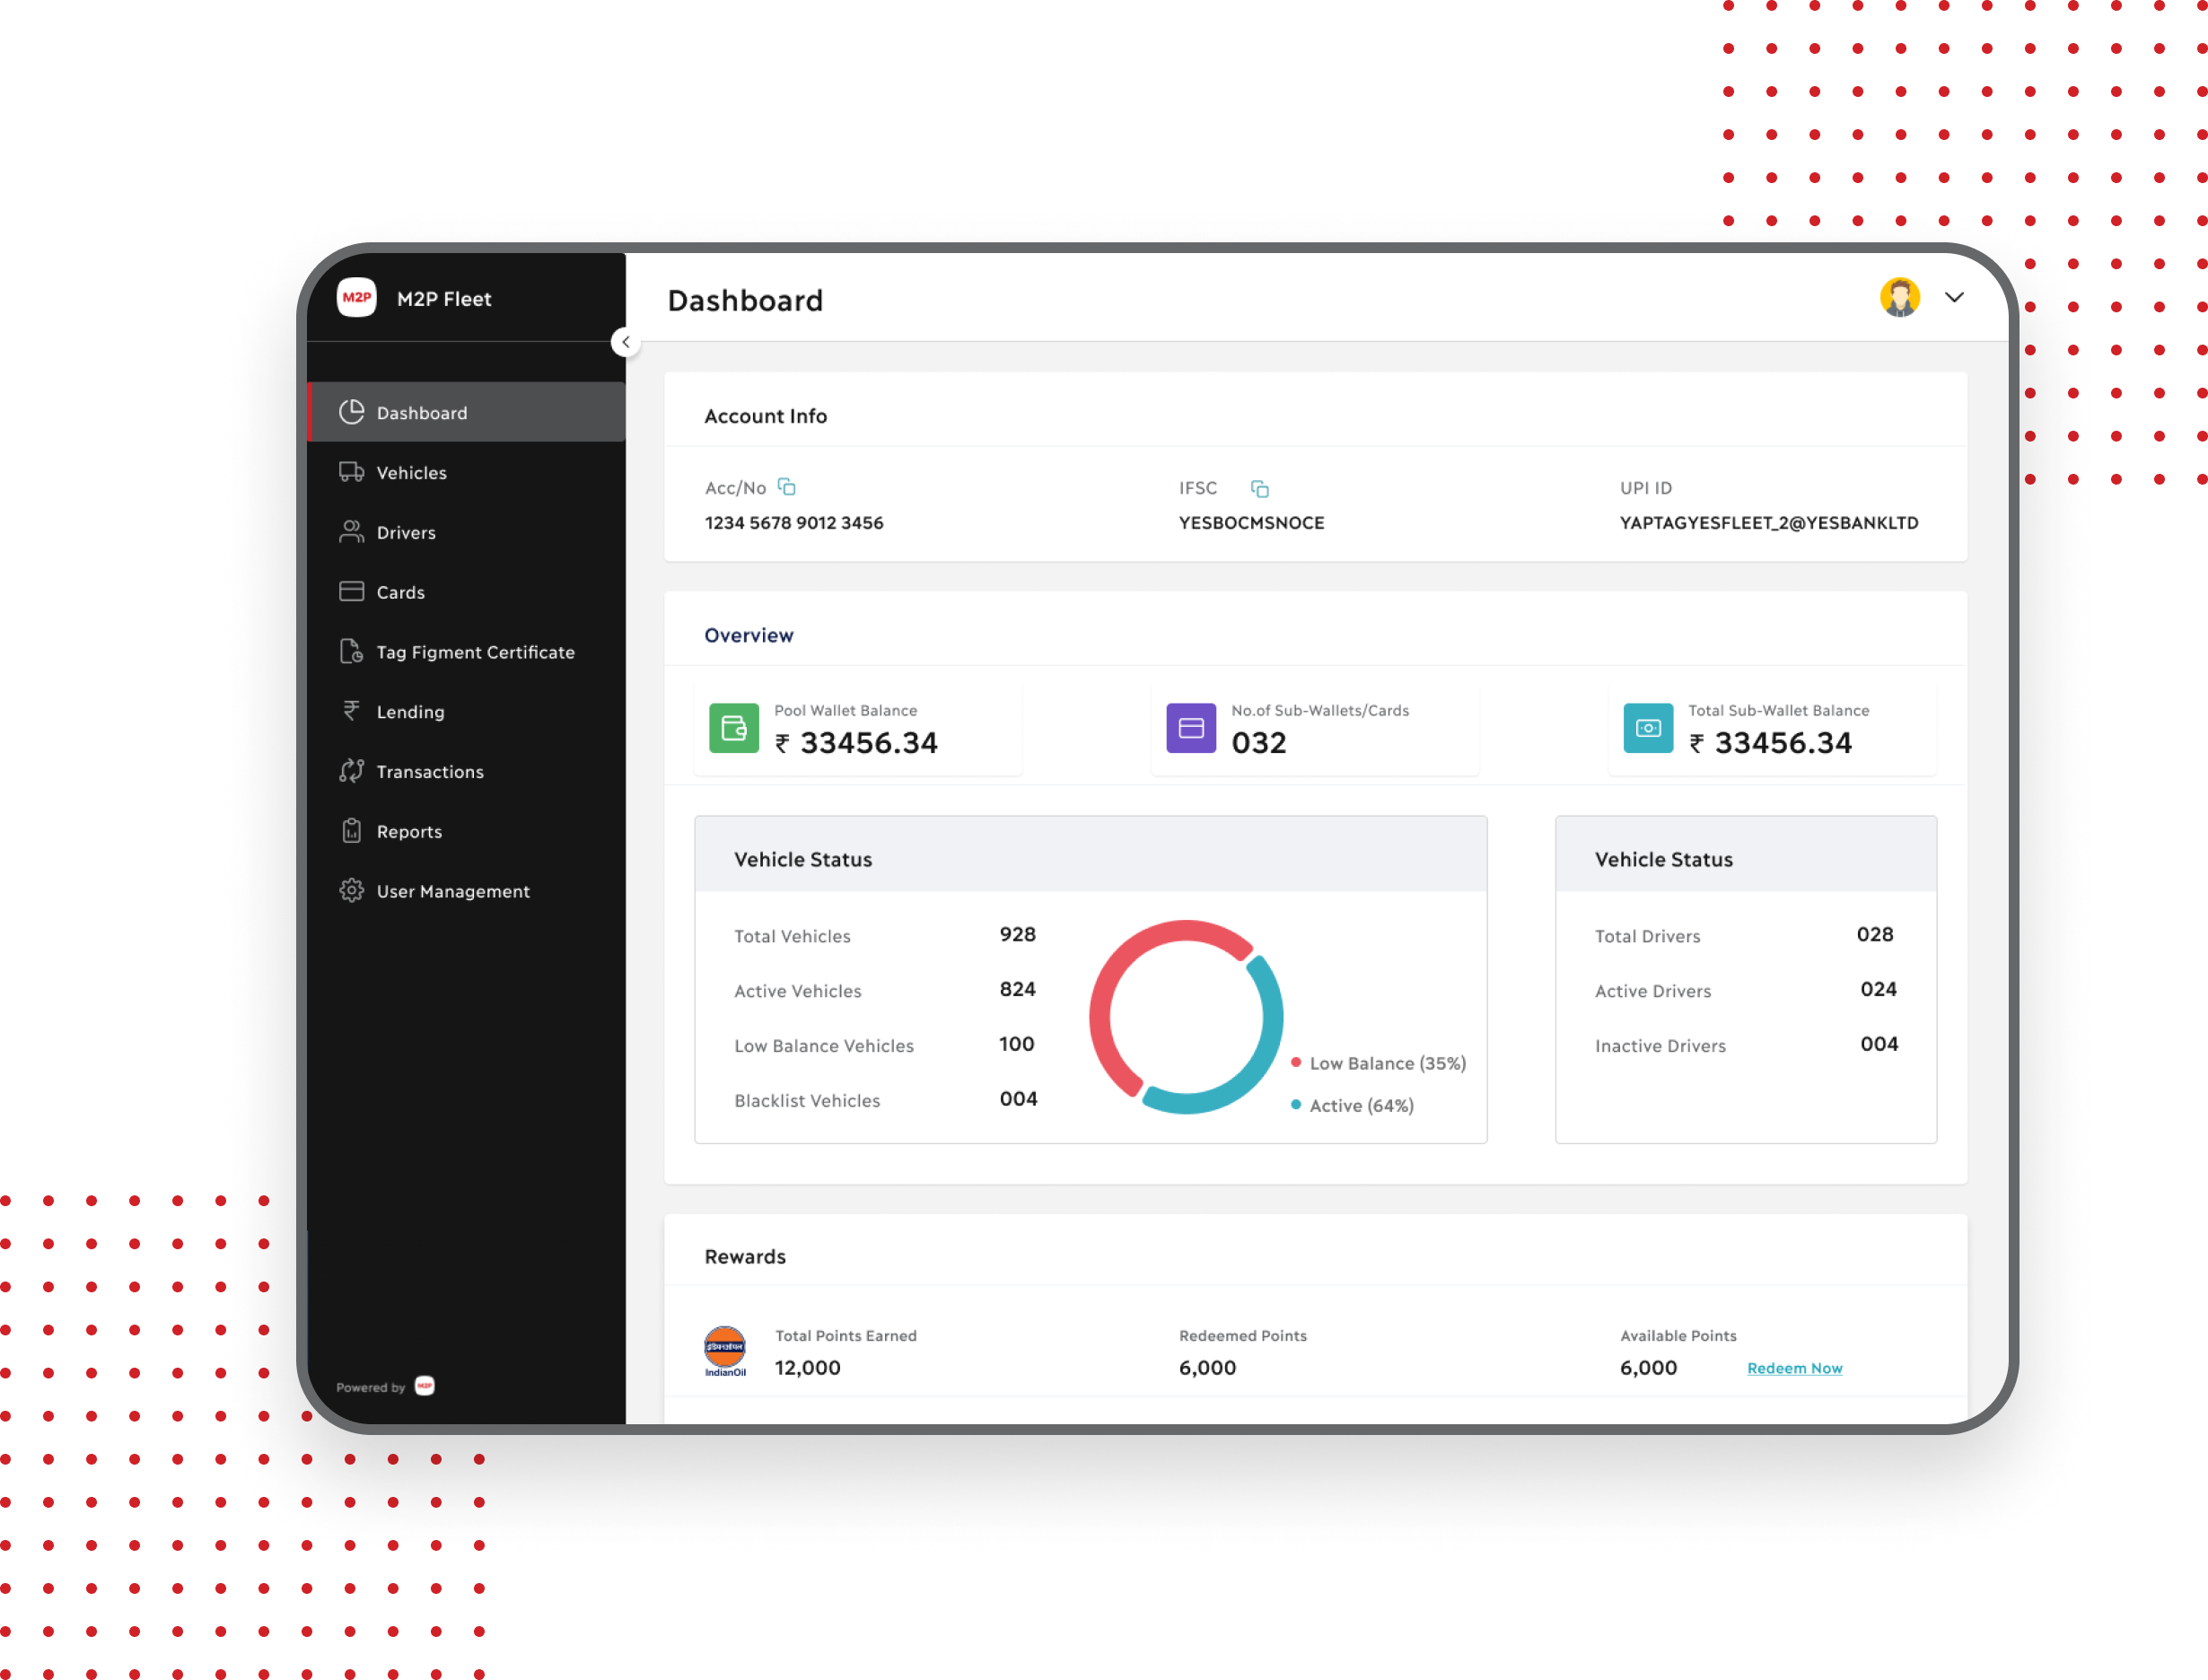 M2P
M2P Fleet
Dashboard
Dashboard
Vehicles
Drivers
Cards
Tag Figment Certificate
Lending
Transactions
Reports
User Management
Powered by M2P
Account Info
Acc/No
IFSC
UPI ID
1234 5678 9012 3456
YESBOCMSNOCE
YAPTAGYESFLEET_2@YESBANKLTD
Overview
Pool Wallet Balance
₹ 33456.34
No.of Sub-Wallets/Cards
032
Total Sub-Wallet Balance
₹ 33456.34
Vehicle Status
Total Vehicles 928
Active Vehicles 824
Low Balance Vehicles 100
Blacklist Vehicles 004
Low Balance (35%)
Active (64%)
Vehicle Status
Total Drivers 028
Active Drivers 024
Inactive Drivers 004
Rewards
इंडियनऑयल
IndianOil
Total Points Earned
12,000
Redeemed Points
6,000
Available Points
6,000 Redeem Now